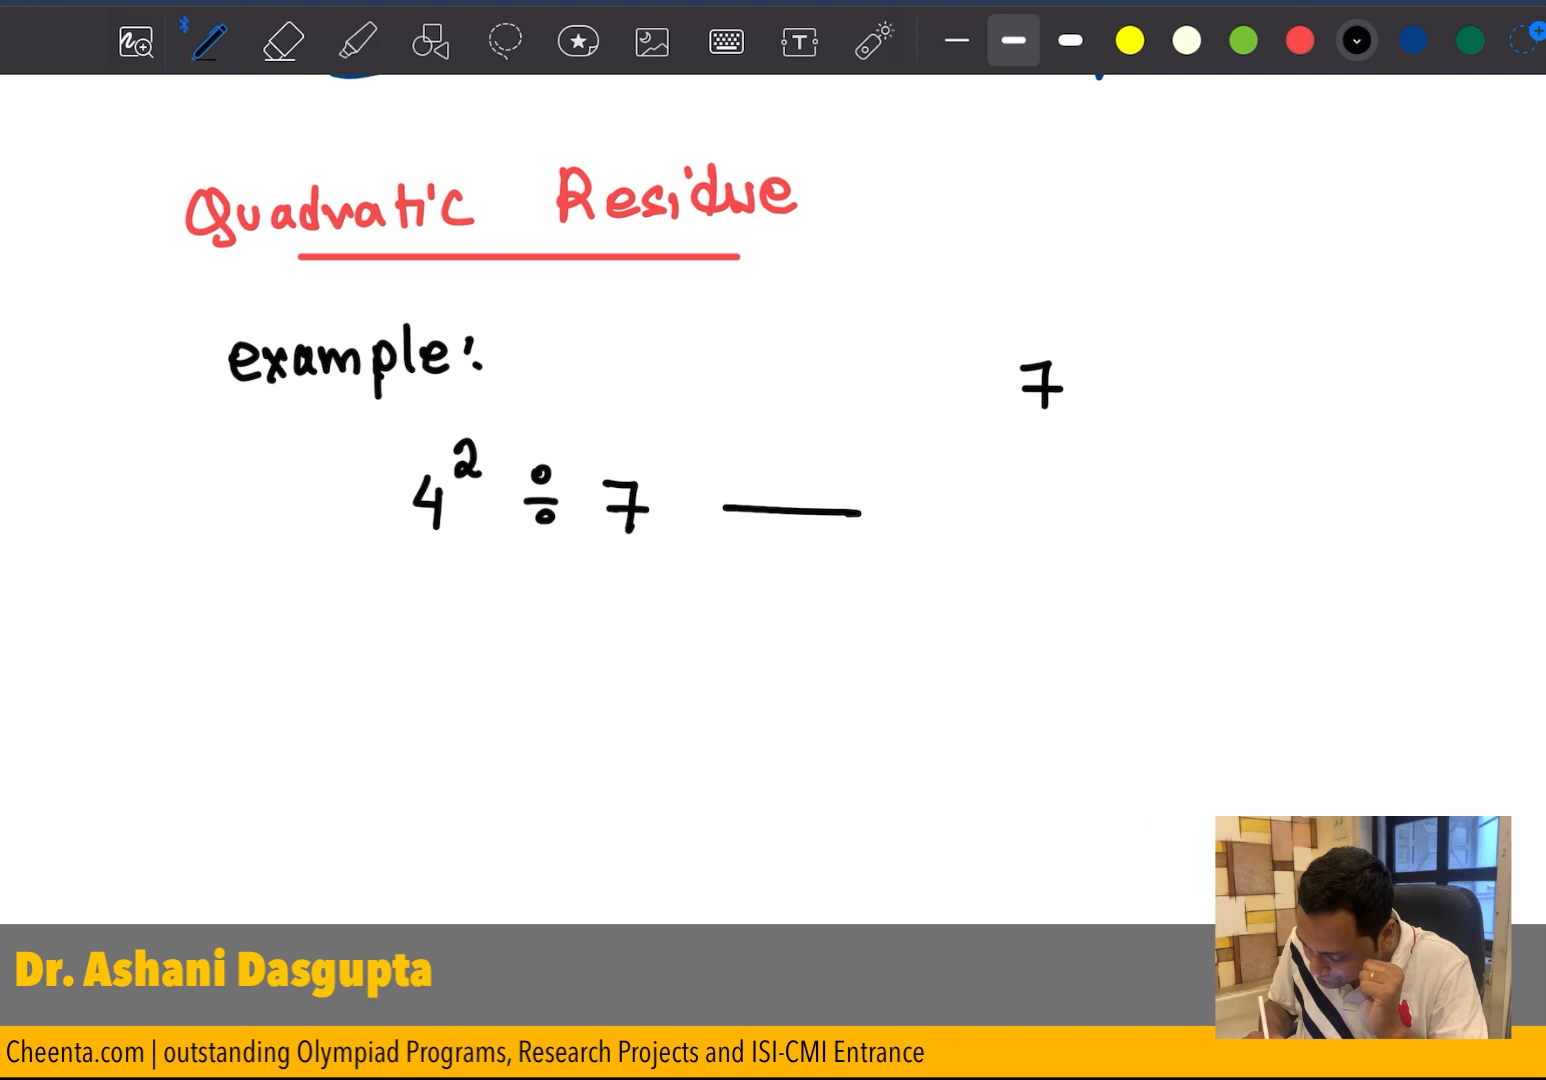 Quadratic Residue
example:
7
4² ÷ 7 —
Dr. Ashani Dasgupta
Cheenta.com | outstanding Olympiad Programs, Research Projects and ISI-CMI Entrance